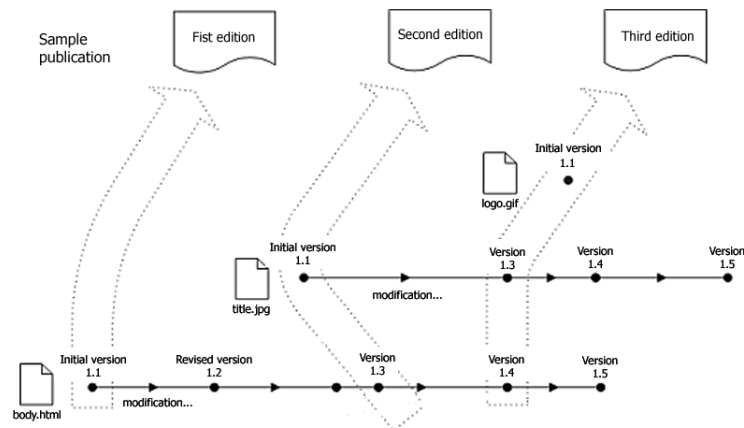 Sample
publication
Fist edition
Second edition
Third edition
Initial version
1.1
logo.gif
Initial version
1.1
Version
1.3
Version
1.4
Version
1.5
title.jpg
modification...
Initial version
1.1
Revised version
1.2
Version
1.3
Version
1.4
Version
1.5
body.html
modification...